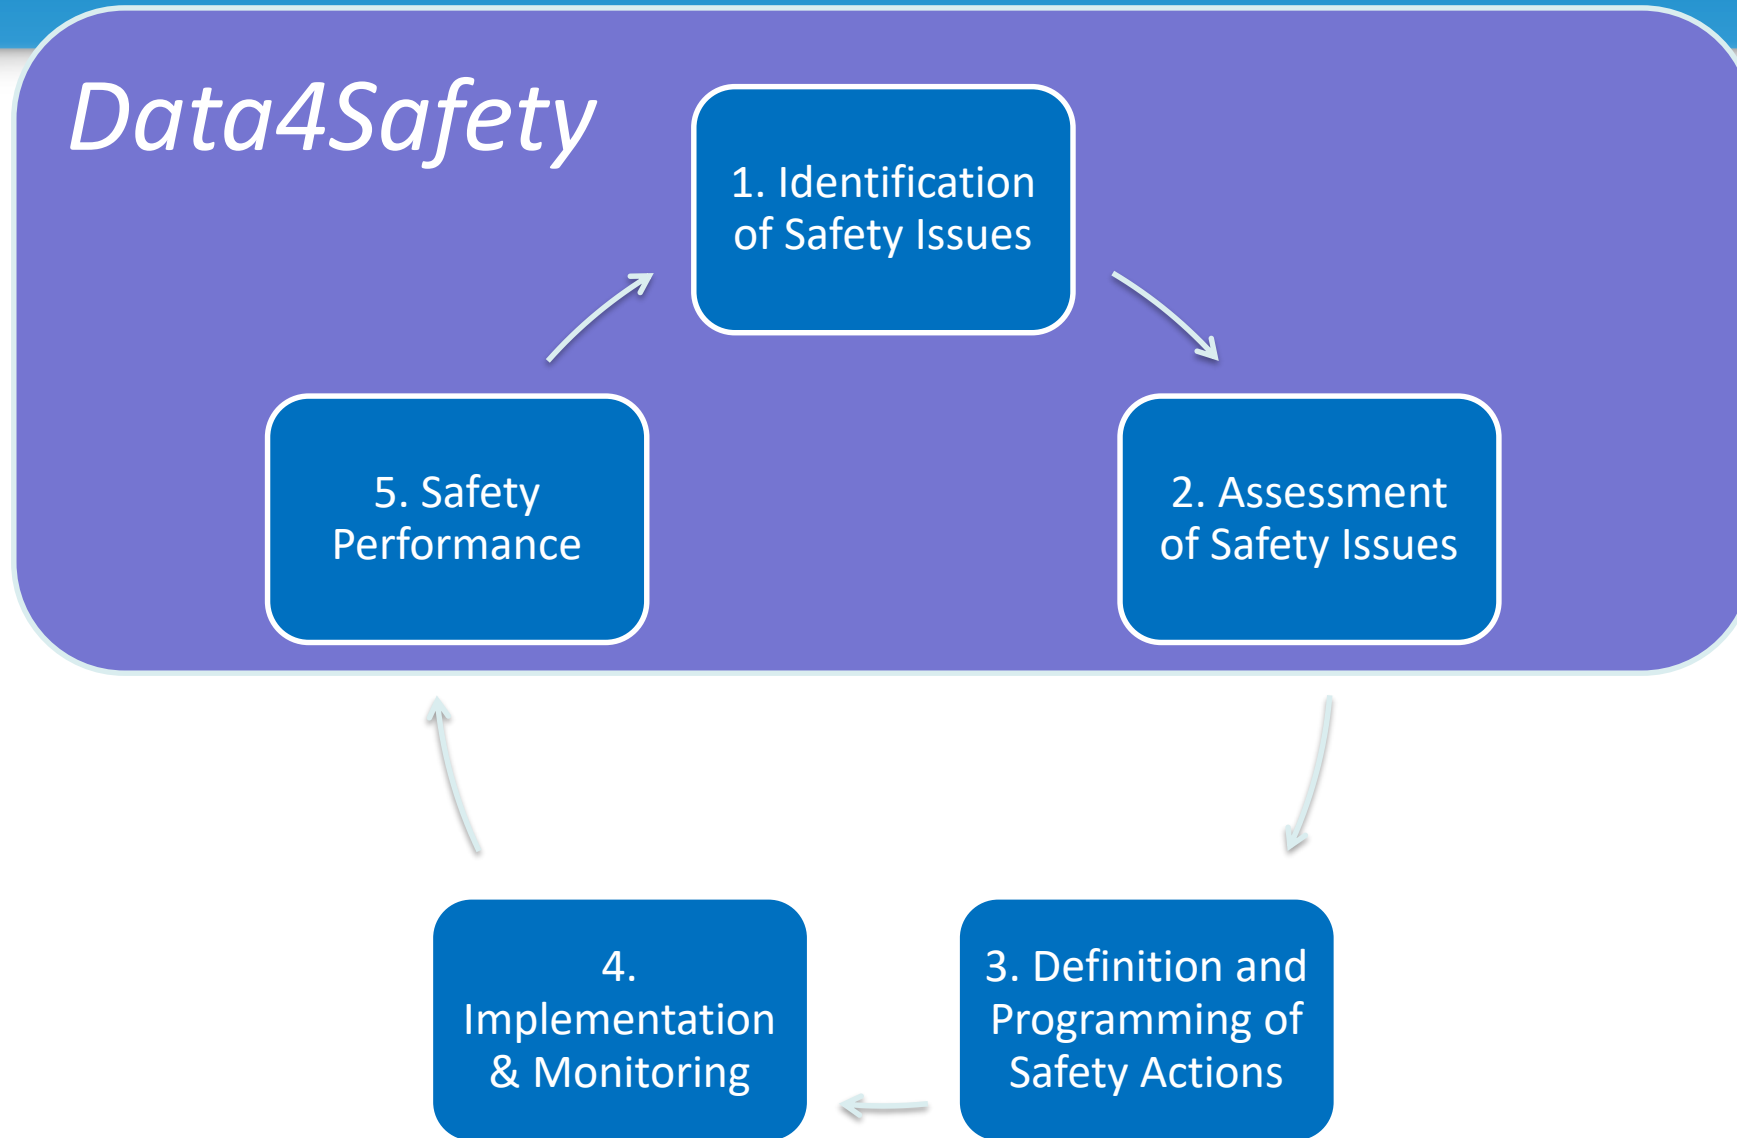 Data4Safety
1. Identification
of Safety Issues
2. Assessment
of Safety Issues
3. Definition and
Programming of
Safety Actions
4.
Implementation
& Monitoring
5. Safety
Performance